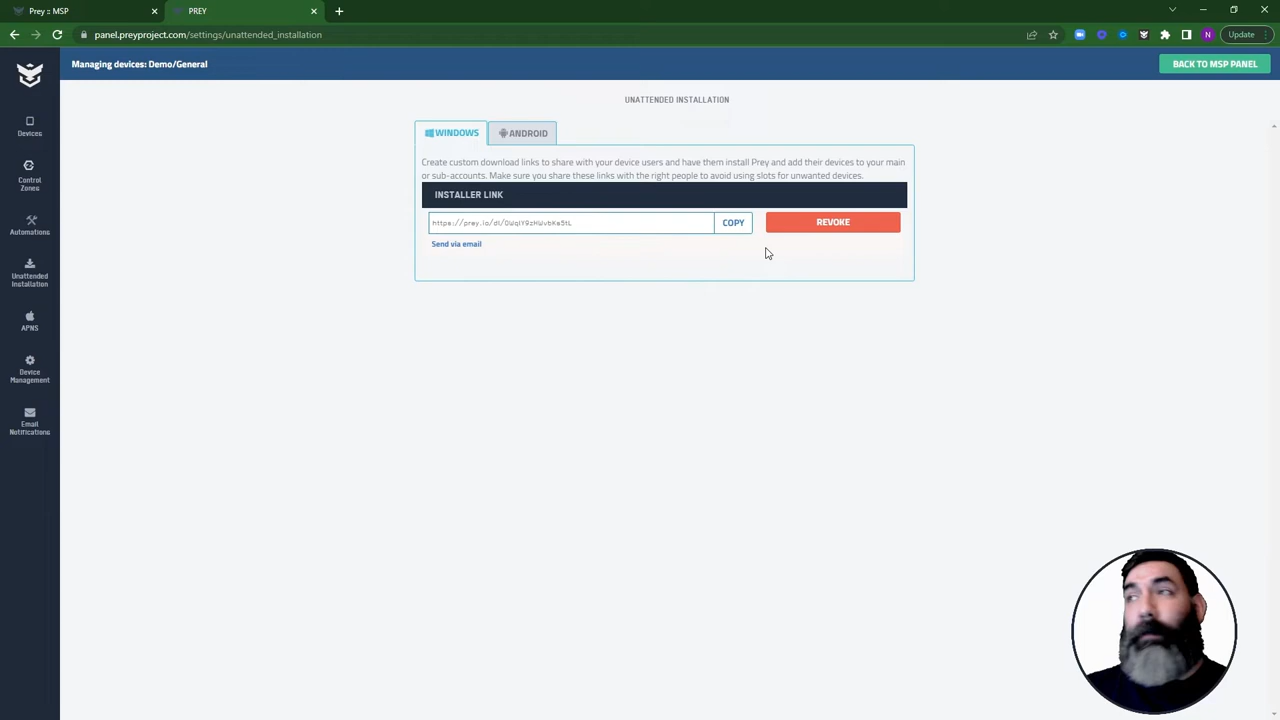 Prey :: MSP
PREY
panel.preyproject.com/settings/unattended_installation
N
Update
Managing devices: Demo/General
BACK TO MSP PANEL
Devices
Control
Zones
Automations
Unattended
Installation
APNS
Device
Management
Email
Notifications
UNATTENDED INSTALLATION
WINDOWS
ANDROID
Create custom download links to share with your device users and have them install Prey and add their devices to your main
or sub-accounts. Make sure you share these links with the right people to avoid using slots for unwanted devices.
INSTALLER LINK
COPY
REVOKE
Send via email